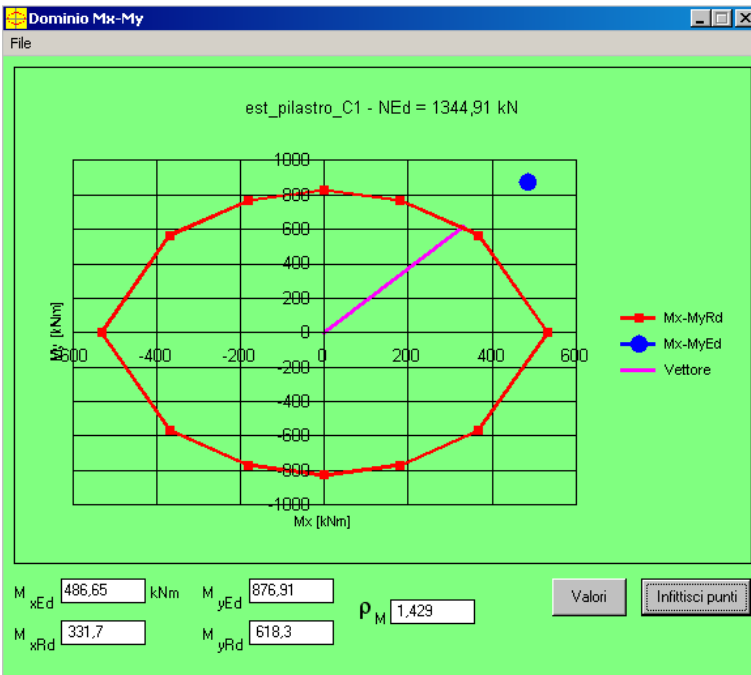 Dominio Mx-My
File
est_pilastro_C1 - NEd = 1344,91 kN
1000
800
600
400
200
0
-600 -400 -200 0 200 400 600
-200
-400
-600
-800
-1000
My [kNm]
Mx [kNm]
Mx-MyRd
Mx-MyEd
Vettore
M xEd 486,65 kNm M yEd 876,91
ρ M 1,429
M xRd 331,7 M yRd 618,3
Valori
Infittisci punti